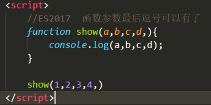 <script>
//ES2017 函数参数最后逗号可以有了
function show(a,b,c,d,){
console.log(a,b,c,d);
}
show(1,2,3,4,)
</script>